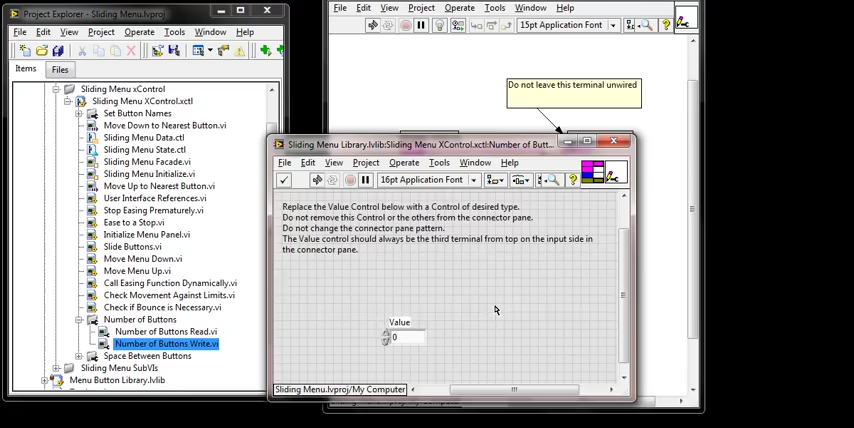 Project Explorer - Sliding Menu.lvproj
File Edit View Project Operate Tools Window Help
Items Files
Sliding Menu xControl
Sliding Menu XControl.xctl
Set Button Names
Move Down to Nearest Button.vi
Sliding Menu Data.ctl
Sliding Menu State.ctl
Sliding Menu Facade.vi
Sliding Menu Initialize.vi
Move Up to Nearest Button.vi
User Interface References.vi
Stop Easing Prematurely.vi
Ease to a Stop.vi
Initialize Menu Panel.vi
Slide Buttons.vi
Move Menu Down.vi
Move Menu Up.vi
Call Easing Function Dynamically.vi
Check Movement Against Limits.vi
Check if Bounce is Necessary.vi
Number of Buttons
Number of Buttons Read.vi
Number of Buttons Write.vi
Space Between Buttons
Sliding Menu SubVIs
Menu Button Library.lvlib
File Edit View Project Operate Tools Window Help
15pt Application Font
Do not leave this terminal unwired
Sliding Menu Library.lvlib:Sliding Menu XControl.xctl:Number of Butt...
File Edit View Project Operate Tools Window Help
16pt Application Font
Replace the Value Control below with a Control of desired type.
Do not remove this Control or the others from the connector pane.
Do not change the connector pane pattern.
The Value control should always be the third terminal from top on the input side in
the connector pane.
Value
0
Sliding Menu.lvproj/My Computer